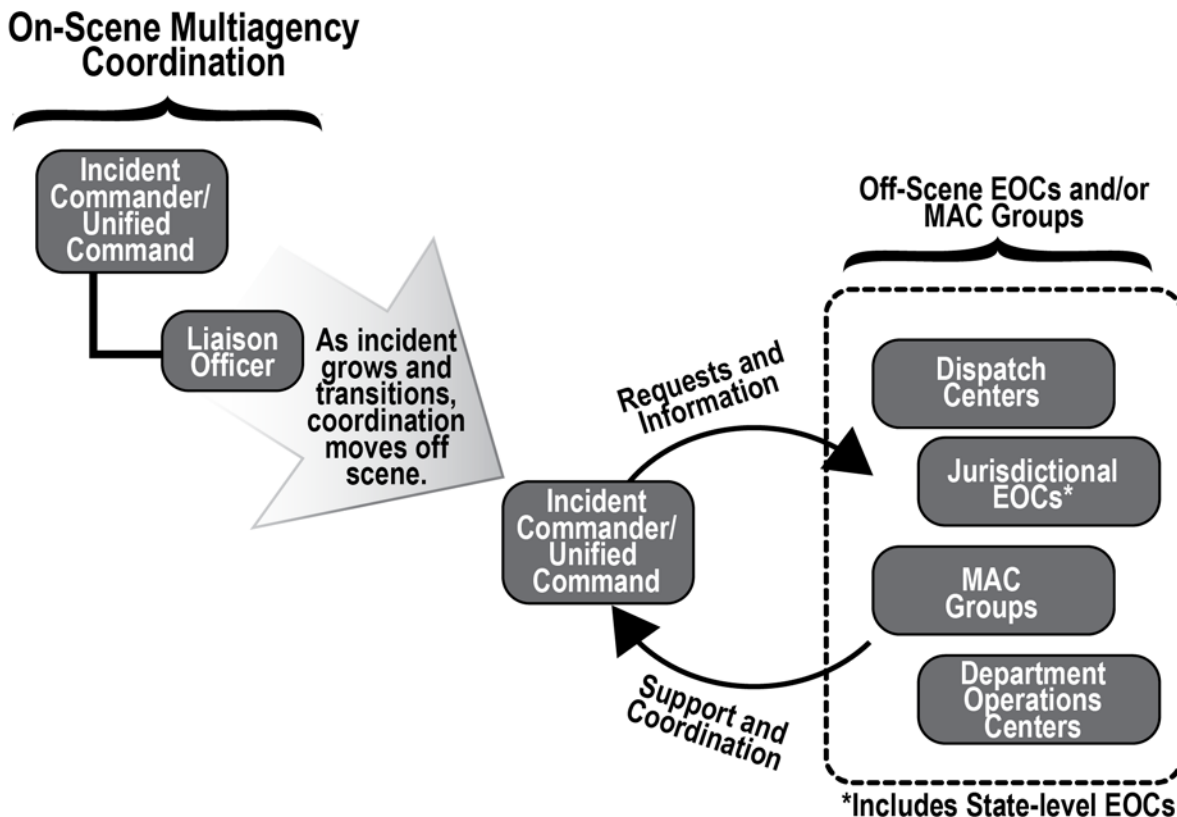 On-Scene Multiagency
Coordination
Incident
Commander/
Unified
Command
Liaison
Officer
As incident
grows and
transitions,
coordination
moves off
scene.
Incident
Commander/
Unified
Command
Requests and
Information
Support and
Coordination
Off-Scene EOCs and/or
MAC Groups
Dispatch
Centers
Jurisdictional
EOCs*
MAC
Groups
Department
Operations
Centers
*Includes State-level EOCs